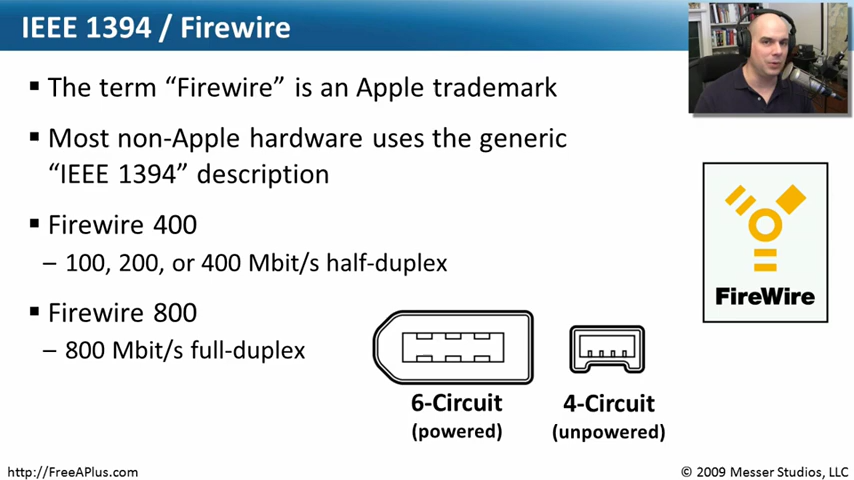 IEEE 1394 / Firewire
▪ The term “Firewire” is an Apple trademark
▪ Most non-Apple hardware uses the generic
“IEEE 1394” description
▪ Firewire 400
– 100, 200, or 400 Mbit/s half-duplex
▪ Firewire 800
– 800 Mbit/s full-duplex
FireWire
6-Circuit
(powered)
4-Circuit
(unpowered)
http://FreeAPlus.com
© 2009 Messer Studios, LLC